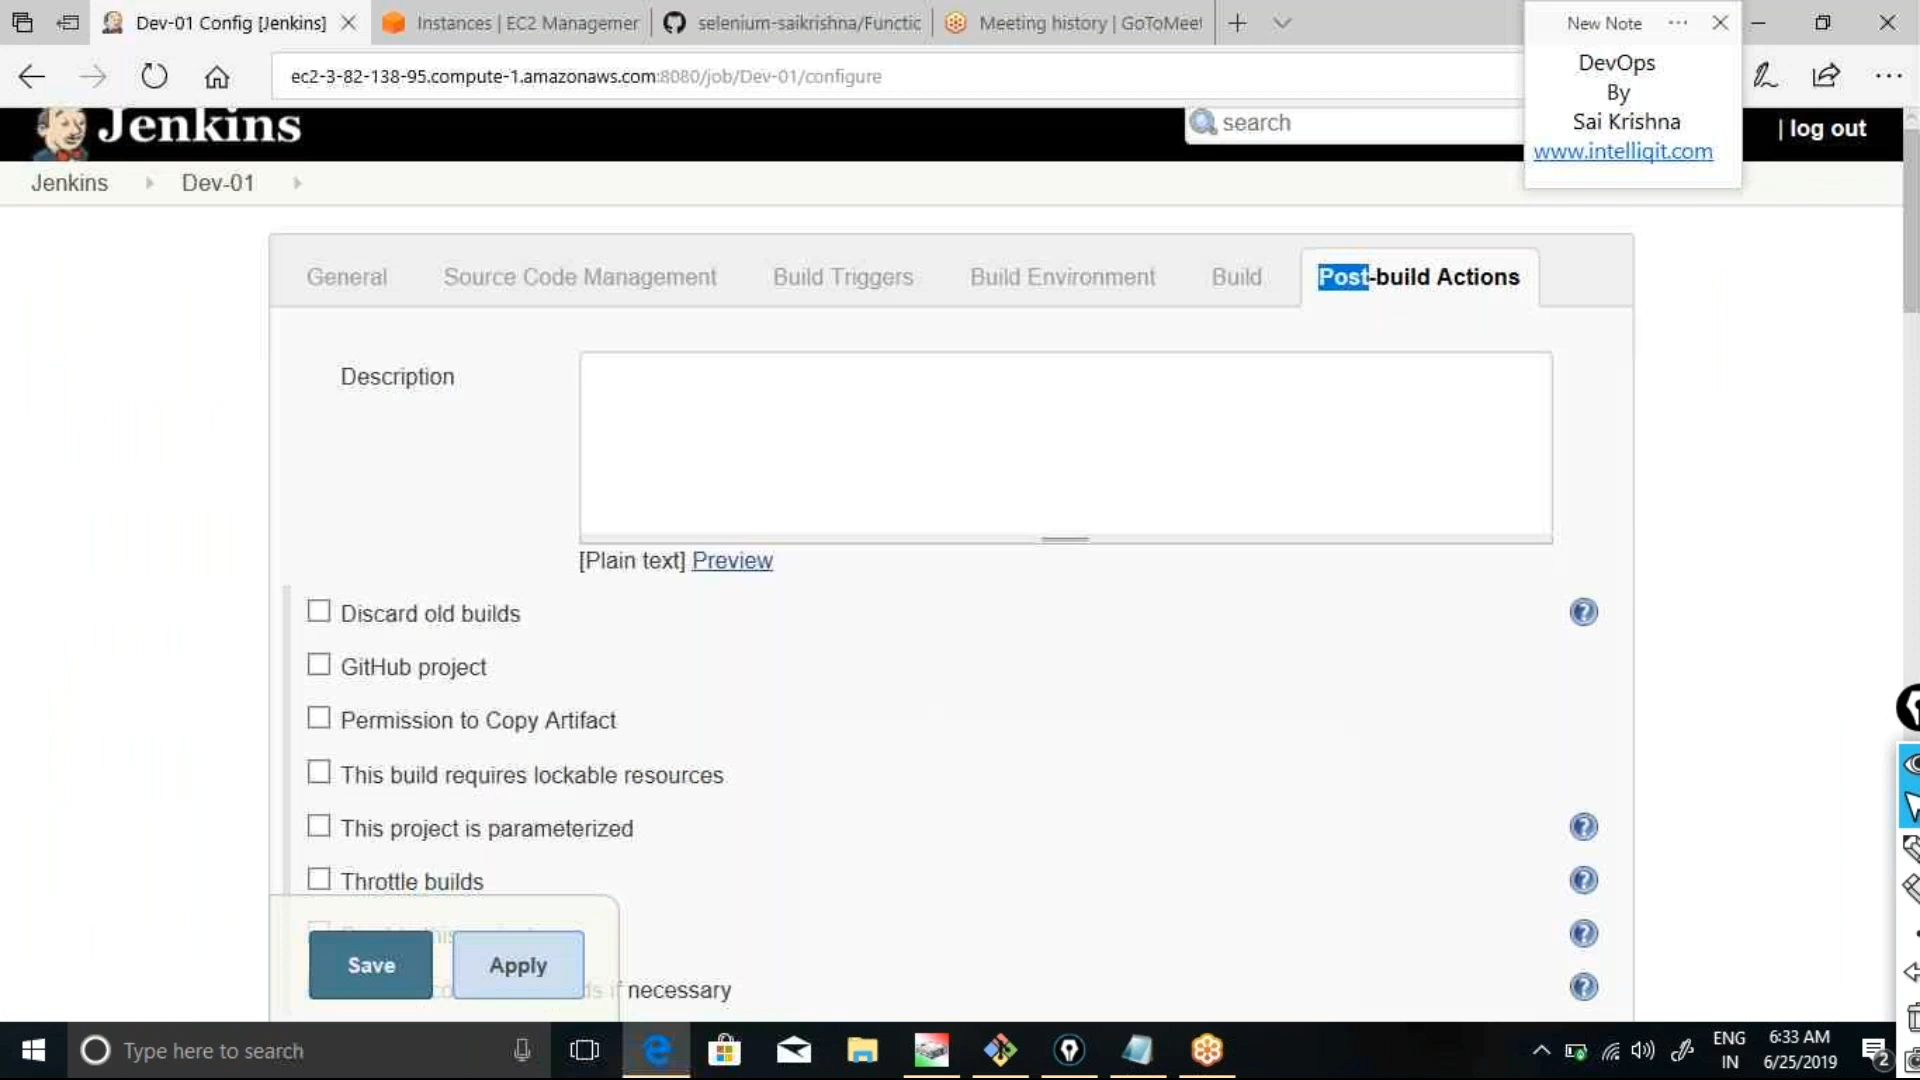 Dev-01 Config [Jenkins]
Instances | EC2 Managemer
selenium-saikrishna/Functic
Meeting history | GoToMee
New Note
ec2-3-82-138-95.compute-1.amazonaws.com:8080/job/Dev-01/configure
DevOps
By
Sai Krishna
www.intelliqit.com
Jenkins
search
| log out
Jenkins
Dev-01
General
Source Code Management
Build Triggers
Build Environment
Build
Post-build Actions
Description
[Plain text] Preview
Discard old builds
GitHub project
Permission to Copy Artifact
This build requires lockable resources
This project is parameterized
Throttle builds
Save
Apply
if necessary
Type here to search
ENG
IN
6:33 AM
6/25/2019
2